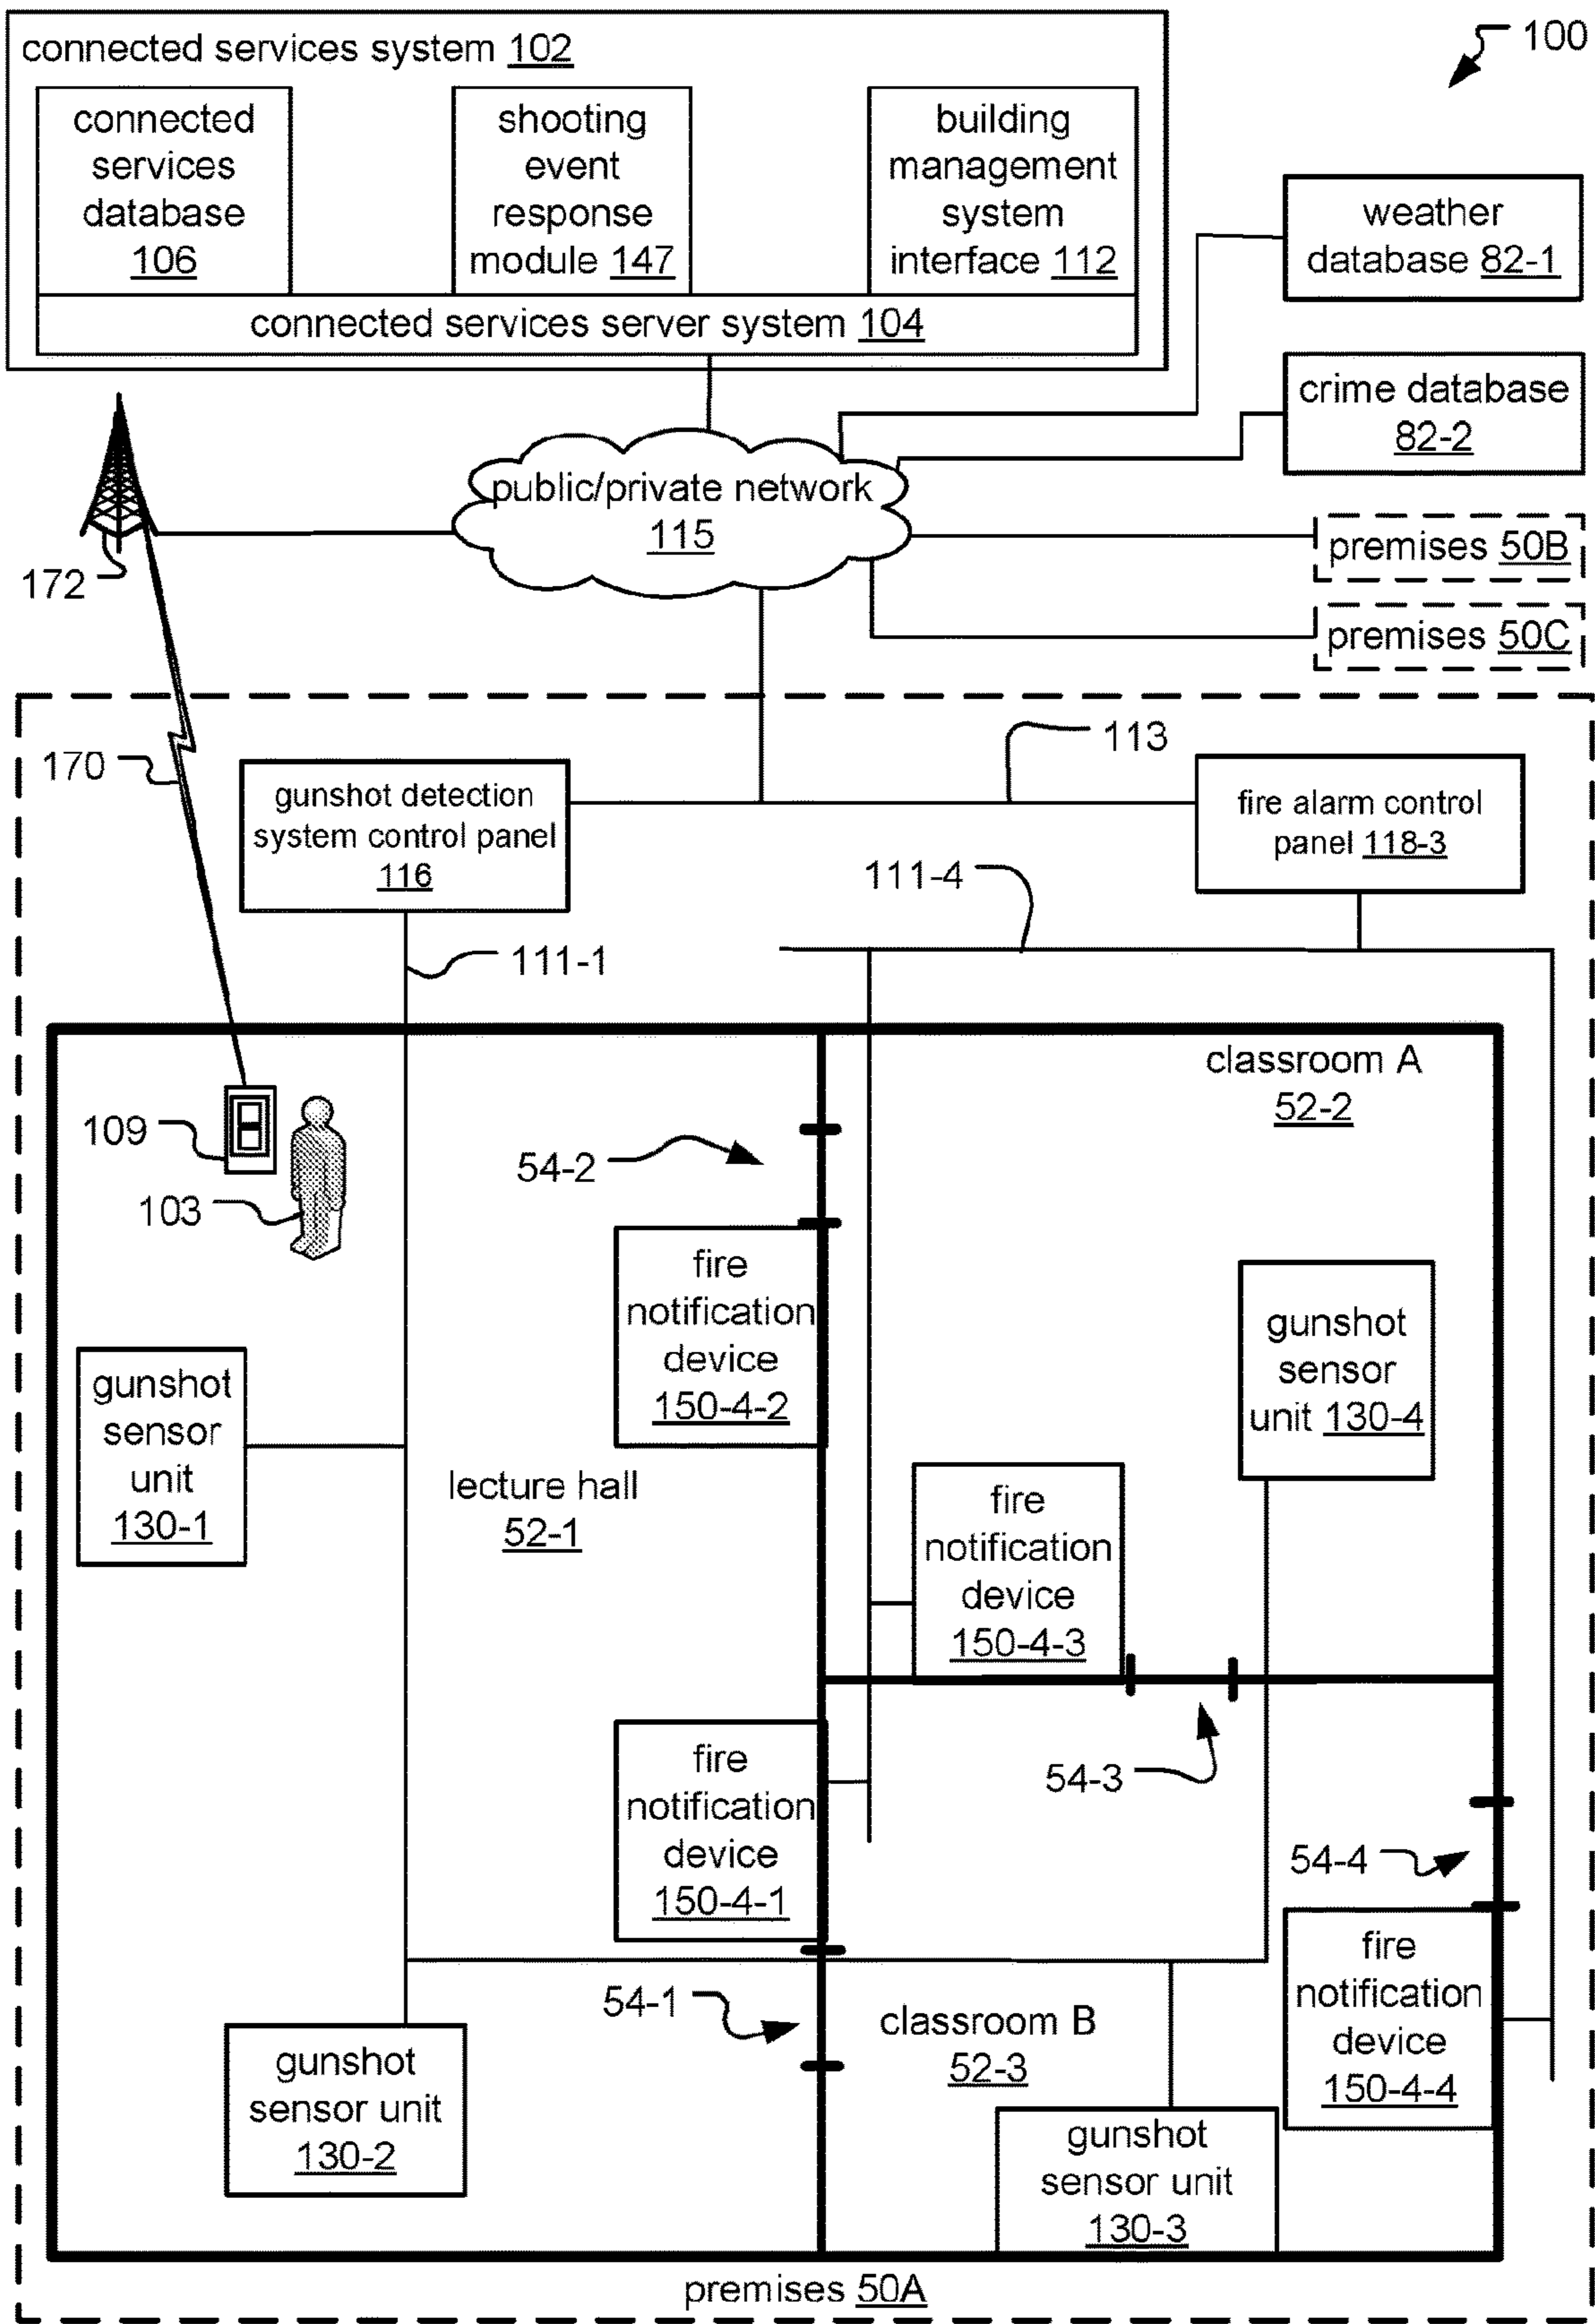 100
connected services system 102
connected
services
database
106
shooting
event
response
module 147
building
management
system
interface 112
connected services server system 104
weather
database 82-1
crime database
82-2
public/private network
115
172
premises 50B
premises 50C
113
170
gunshot detection
system control panel
116
fire alarm control
panel 118-3
111-4
111-1
classroom A
52-2
109
54-2
103
fire
notification
device
150-4-2
gunshot
sensor
unit 130-4
gunshot
sensor
unit
130-1
lecture hall
52-1
fire
notification
device
150-4-3
fire
notification
device
150-4-1
54-3
54-4
fire
notification
device
150-4-4
54-1
classroom B
52-3
gunshot
sensor unit
130-2
gunshot
sensor unit
130-3
premises 50A